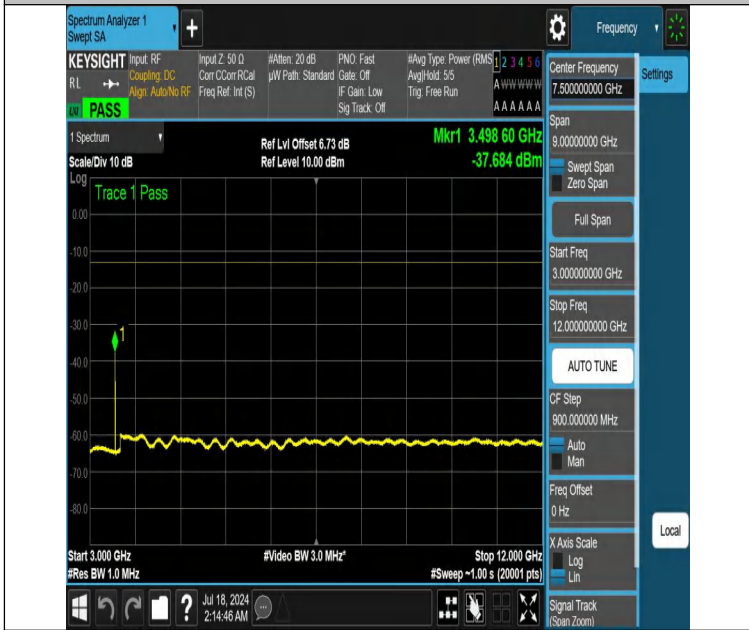 Spectrum Analyzer 1
Swept SA
Frequency
KEYSIGHT
RL
PASS
Input: RF
Coupling: DC
Align: Auto/No RF
Input Z: 50 Ω
Corr CCorr RCal
Freq Ref: Int (S)
#Atten: 20 dB
µW Path: Standard
PNO: Fast
Gate: Off
IF Gain: Low
Sig Track: Off
#Avg Type: Power (RMS
Avg|Hold: 5/5
Trig: Free Run
1 2 3 4 5 6
A W W W W W
A A A A A A
1 Spectrum
Scale/Div 10 dB
Ref Lvl Offset 6.73 dB
Ref Level 10.00 dBm
Mkr1 3.498 60 GHz
-37.684 dBm
Log
Trace 1 Pass
0.00
-10.0
-20.0
-30.0
-40.0
-50.0
-60.0
-70.0
-80.0
1
Start 3.000 GHz
#Res BW 1.0 MHz
#Video BW 3.0 MHz*
Stop 12.000 GHz
#Sweep ~1.00 s (20001 pts)
Center Frequency
7.500000000 GHz
Settings
Span
9.00000000 GHz
Swept Span
Zero Span
Full Span
Start Freq
3.000000000 GHz
Stop Freq
12.000000000 GHz
AUTO TUNE
CF Step
900.000000 MHz
Auto
Man
Freq Offset
0 Hz
X Axis Scale
Log
Lin
Local
Signal Track
(Span Zoom)
?
Jul 18, 2024
2:14:46 AM